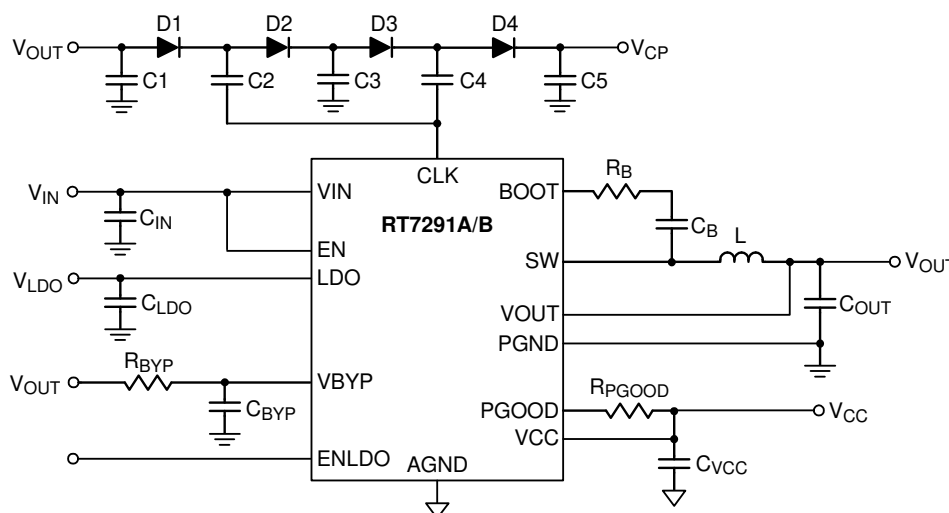 D1 D2 D3 D4
VOUT VCP
C1 C2 C3 C4 C5
CLK
VIN VIN BOOT RB
RT7291A/B
CIN CB
EN L
SW VOUT
VLDO LDO
CLDO VOUT COUT
RBYP PGND
VOUT VBYP RPGOOD
CBYP PGOOD VCC
VCC
ENLDO AGND CVCC